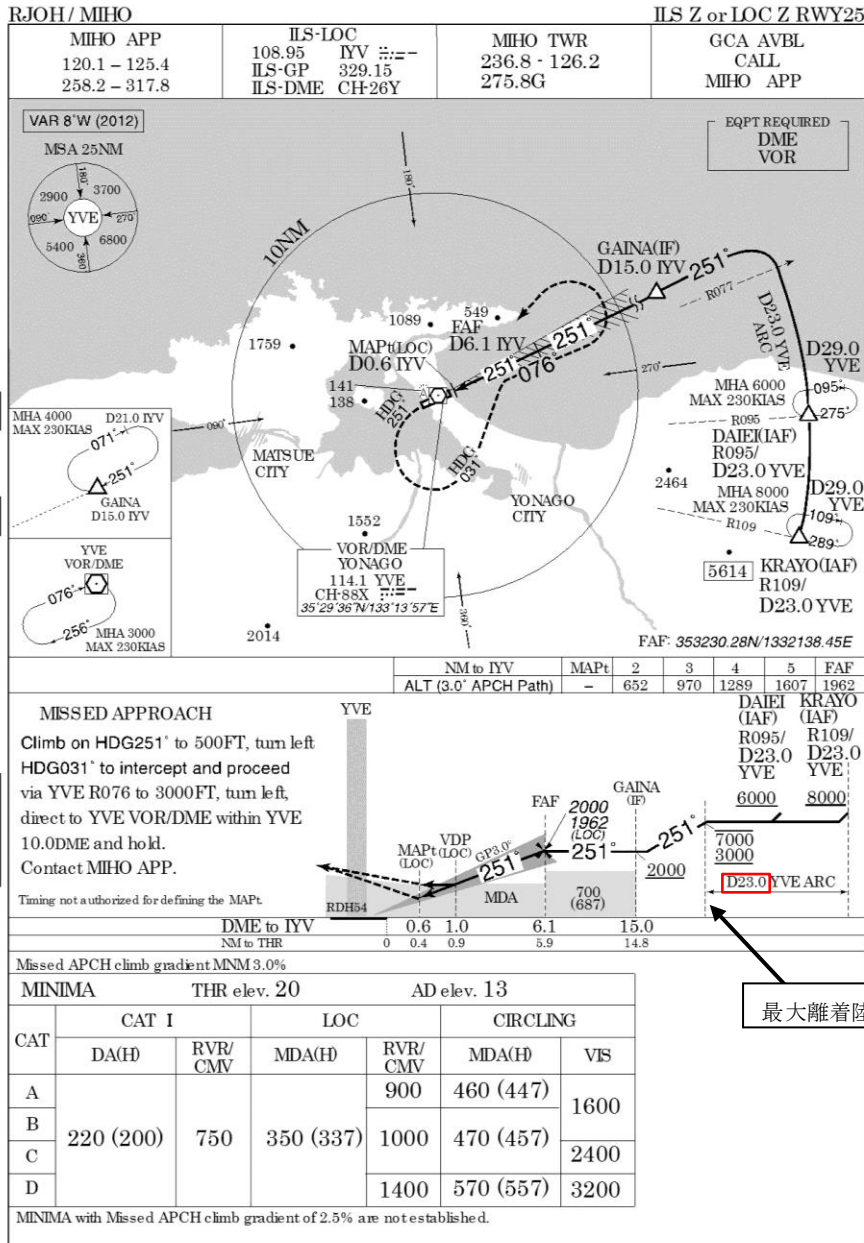 RJOH / MIHO
ILS Z or LOC Z RWY25
MIHO APP
120.1 – 125.4
258.2 – 317.8
ILS-LOC
108.95 IYV
ILS-GP 329.15
ILS-DME CH-26Y
MIHO TWR
236.8 - 126.2
275.8G
GCA AVBL
CALL
MIHO APP
VAR 8°W (2012)
MSA 25NM
180°
2900 3700
090° YVE 270°
5400 6800
360°
EQPT REQUIRED
DME
VOR
180°
10NM
GAINA(IF)
D15.0 IYV
251°
R077
D23.0 YVE
ARC
549
1089
FAF
D6.1 IYV
251°
1759
MAPt(LOC)
D0.6 IYV
251°
076°
270°
D29.0
YVE
MHA 6000
MAX 230KIAS
095°
275°
R095
DAIEI(IAF)
R095/
D23.0 YVE
141
138
HDG
251°
HDG
031°
090°
MATSUE
CITY
YONAGO
CITY
2464
MHA 8000
MAX 230KIAS
D29.0
YVE
109°
289°
R109
5614
KRAYO(IAF)
R109/
D23.0 YVE
MHA 4000
MAX 230KIAS
D21.0 IYV
071°
251°
GAINA
D15.0 IYV
YVE
VOR/DME
076°
256°
MHA 3000
MAX 230KIAS
1552
VOR/DME
YONAGO
114.1 YVE
CH-88X
35°29'36"N/133°13'57"E
360°
2014
FAF: 353230.28N/1332138.45E
NM to IYV MAPt 2 3 4 5 FAF
ALT (3.0° APCH Path) – 652 970 1289 1607 1962
MISSED APPROACH
Climb on HDG251° to 500FT, turn left
HDG031° to intercept and proceed
via YVE R076 to 3000FT, turn left,
direct to YVE VOR/DME within YVE
10.0DME and hold.
Contact MIHO APP.
Timing not authorized for defining the MAPt.
YVE
RDH54
MAPt
(LOC)
VDP
(LOC)
GP3.0°
251°
MDA
FAF
2000
1962
(LOC)
251°
700
(687)
GAINA
(IF)
2000
251°
DAIEI
(IAF)
R095/
D23.0
YVE
6000
KRAYO
(IAF)
R109/
D23.0
YVE
8000
7000
3000
D23.0 YVE ARC
DME to IYV 0.6 1.0 6.1 15.0
NM to THR 0 0.4 0.9 5.9 14.8
Missed APCH climb gradient MNM 3.0%
最大離着陸
MINIMA THR elev. 20 AD elev. 13
CAT CAT I LOC CIRCLING
DA(H) RVR/CMV MDA(H) RVR/CMV MDA(H) VIS
A 900 460 (447) 1600
B 220 (200) 750 350 (337) 1000 470 (457)
C 2400
D 1400 570 (557) 3200
MINIMA with Missed APCH climb gradient of 2.5% are not established.